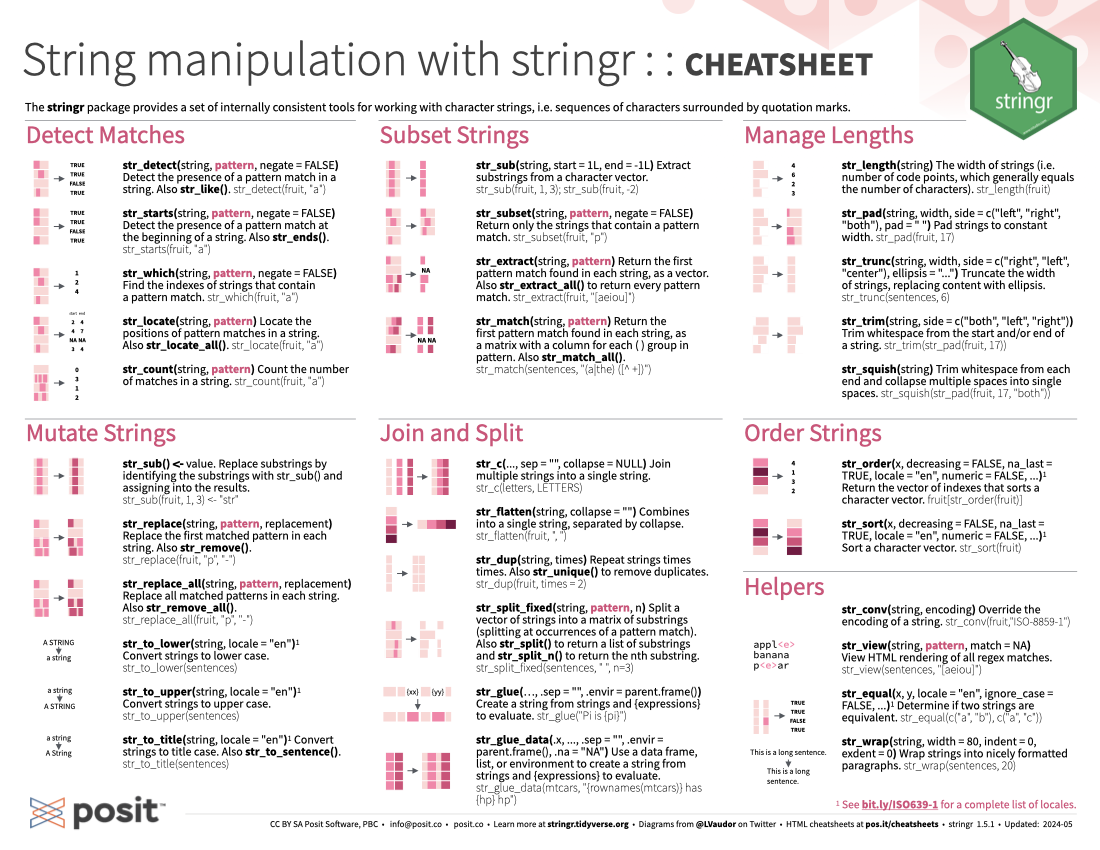 String manipulation with stringr : : CHEATSHEET
stringr
The stringr package provides a set of internally consistent tools for working with character strings, i.e. sequences of characters surrounded by quotation marks.
Detect Matches
TRUE
TRUE
FALSE
TRUE
str_detect(string, pattern, negate = FALSE)
Detect the presence of a pattern match in a
string. Also str_like(). str_detect(fruit, "a")
TRUE
TRUE
FALSE
TRUE
str_starts(string, pattern, negate = FALSE)
Detect the presence of a pattern match at
the beginning of a string. Also str_ends().
str_starts(fruit, "a")
1
2
4
str_which(string, pattern, negate = FALSE)
Find the indexes of strings that contain
a pattern match. str_which(fruit, "a")
start end
2 4
4 7
NA NA
3 4
str_locate(string, pattern) Locate the
positions of pattern matches in a string.
Also str_locate_all(). str_locate(fruit, "a")
0
3
1
2
str_count(string, pattern) Count the number
of matches in a string. str_count(fruit, "a")
Subset Strings
str_sub(string, start = 1L, end = -1L) Extract
substrings from a character vector.
str_sub(fruit, 1, 3); str_sub(fruit, -2)
str_subset(string, pattern, negate = FALSE)
Return only the strings that contain a pattern
match. str_subset(fruit, "p")
NA
str_extract(string, pattern) Return the first
pattern match found in each string, as a vector.
Also str_extract_all() to return every pattern
match. str_extract(fruit, "[aeiou]")
NA NA
str_match(string, pattern) Return the
first pattern match found in each string, as
a matrix with a column for each ( ) group in
pattern. Also str_match_all().
str_match(sentences, "(a|the) ([^ +])")
Manage Lengths
4
6
2
3
str_length(string) The width of strings (i.e.
number of code points, which generally equals
the number of characters). str_length(fruit)
str_pad(string, width, side = c("left", "right",
"both"), pad = " ") Pad strings to constant
width. str_pad(fruit, 17)
str_trunc(string, width, side = c("right", "left",
"center"), ellipsis = "...") Truncate the width
of strings, replacing content with ellipsis.
str_trunc(sentences, 6)
str_trim(string, side = c("both", "left", "right"))
Trim whitespace from the start and/or end of
a string. str_trim(str_pad(fruit, 17))
str_squish(string) Trim whitespace from each
end and collapse multiple spaces into single
spaces. str_squish(str_pad(fruit, 17, "both"))
Mutate Strings
str_sub() <- value. Replace substrings by
identifying the substrings with str_sub() and
assigning into the results.
str_sub(fruit, 1, 3) <- "str"
str_replace(string, pattern, replacement)
Replace the first matched pattern in each
string. Also str_remove().
str_replace(fruit, "p", "-")
str_replace_all(string, pattern, replacement)
Replace all matched patterns in each string.
Also str_remove_all().
str_replace_all(fruit, "p", "-")
A STRING
a string
str_to_lower(string, locale = "en")¹
Convert strings to lower case.
str_to_lower(sentences)
a string
A STRING
str_to_upper(string, locale = "en")¹
Convert strings to upper case.
str_to_upper(sentences)
a string
A String
str_to_title(string, locale = "en")¹ Convert
strings to title case. Also str_to_sentence().
str_to_title(sentences)
Join and Split
str_c(..., sep = "", collapse = NULL) Join
multiple strings into a single string.
str_c(letters, LETTERS)
str_flatten(string, collapse = "") Combines
into a single string, separated by collapse.
str_flatten(fruit, ", ")
str_dup(string, times) Repeat strings times
times. Also str_unique() to remove duplicates.
str_dup(fruit, times = 2)
str_split_fixed(string, pattern, n) Split a
vector of strings into a matrix of substrings
(splitting at occurrences of a pattern match).
Also str_split() to return a list of substrings
and str_split_n() to return the nth substring.
str_split_fixed(sentences, " ", n=3)
{xx} {yy}
str_glue(…, .sep = "", .envir = parent.frame())
Create a string from strings and {expressions}
to evaluate. str_glue("Pi is {pi}")
str_glue_data(.x, ..., .sep = "", .envir =
parent.frame(), .na = "NA") Use a data frame,
list, or environment to create a string from
strings and {expressions} to evaluate.
str_glue_data(mtcars, "{rownames(mtcars)} has
{hp} hp")
Order Strings
4
1
3
2
str_order(x, decreasing = FALSE, na_last =
TRUE, locale = "en", numeric = FALSE, ...)¹
Return the vector of indexes that sorts a
character vector. fruit[str_order(fruit)]
str_sort(x, decreasing = FALSE, na_last =
TRUE, locale = "en", numeric = FALSE, ...)¹
Sort a character vector. str_sort(fruit)
Helpers
str_conv(string, encoding) Override the
encoding of a string. str_conv(fruit,"ISO-8859-1")
appl<e>
banana
p<e>ar
str_view(string, pattern, match = NA)
View HTML rendering of all regex matches.
str_view(sentences, "[aeiou]")
TRUE
TRUE
FALSE
TRUE
str_equal(x, y, locale = "en", ignore_case =
FALSE, ...)¹ Determine if two strings are
equivalent. str_equal(c("a", "b"), c("a", "c"))
This is a long sentence.
This is a long
sentence.
str_wrap(string, width = 80, indent = 0,
exdent = 0) Wrap strings into nicely formatted
paragraphs. str_wrap(sentences, 20)
¹ See bit.ly/ISO639-1 for a complete list of locales.
posit™
CC BY SA Posit Software, PBC • info@posit.co • posit.co • Learn more at stringr.tidyverse.org • Diagrams from @LVaudor on Twitter • HTML cheatsheets at pos.it/cheatsheets • stringr 1.5.1 • Updated: 2024-05